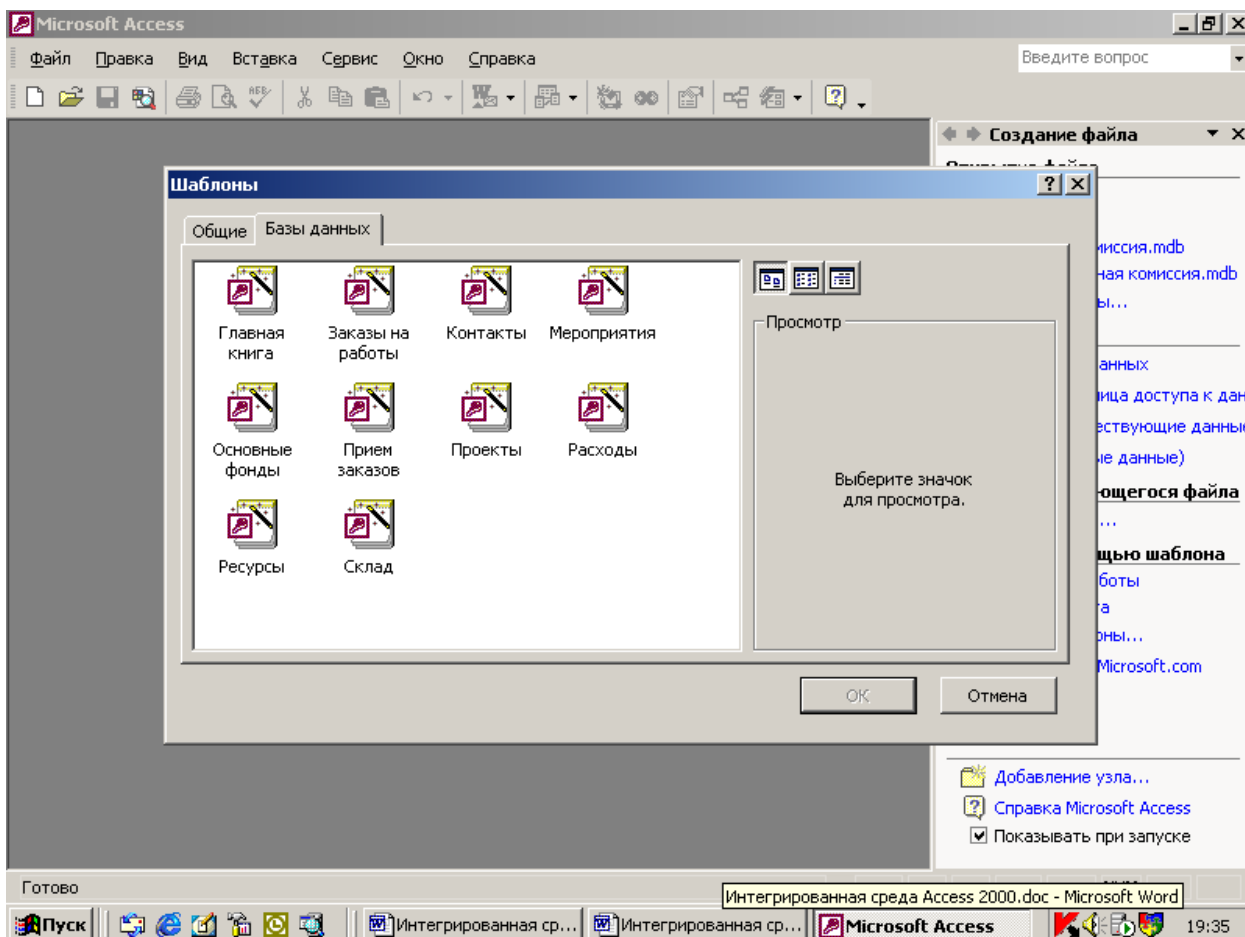 Microsoft Access
Файл Правка Вид Вставка Сервис Окно Справка
Введите вопрос
Создание файла
Шаблоны
Общие
Базы данных
Главная книга
Заказы на работы
Контакты
Мероприятия
Основные фонды
Прием заказов
Проекты
Расходы
Ресурсы
Склад
Просмотр
Выберите значок
для просмотра.
ОК
Отмена
иссия.mdb
ная комиссия.mdb
ы...
анных
ица доступа к дан
ествующие данны
ые данные)
ющегося файла
...
щью шаблона
боты
а
оны...
Microsoft.com
Добавление узла...
Справка Microsoft Access
Показывать при запуске
Готово
Интегрированная среда Access 2000.doc - Microsoft Word
Пуск
Интегрированная ср...
Интегрированная ср...
Microsoft Access
19:35